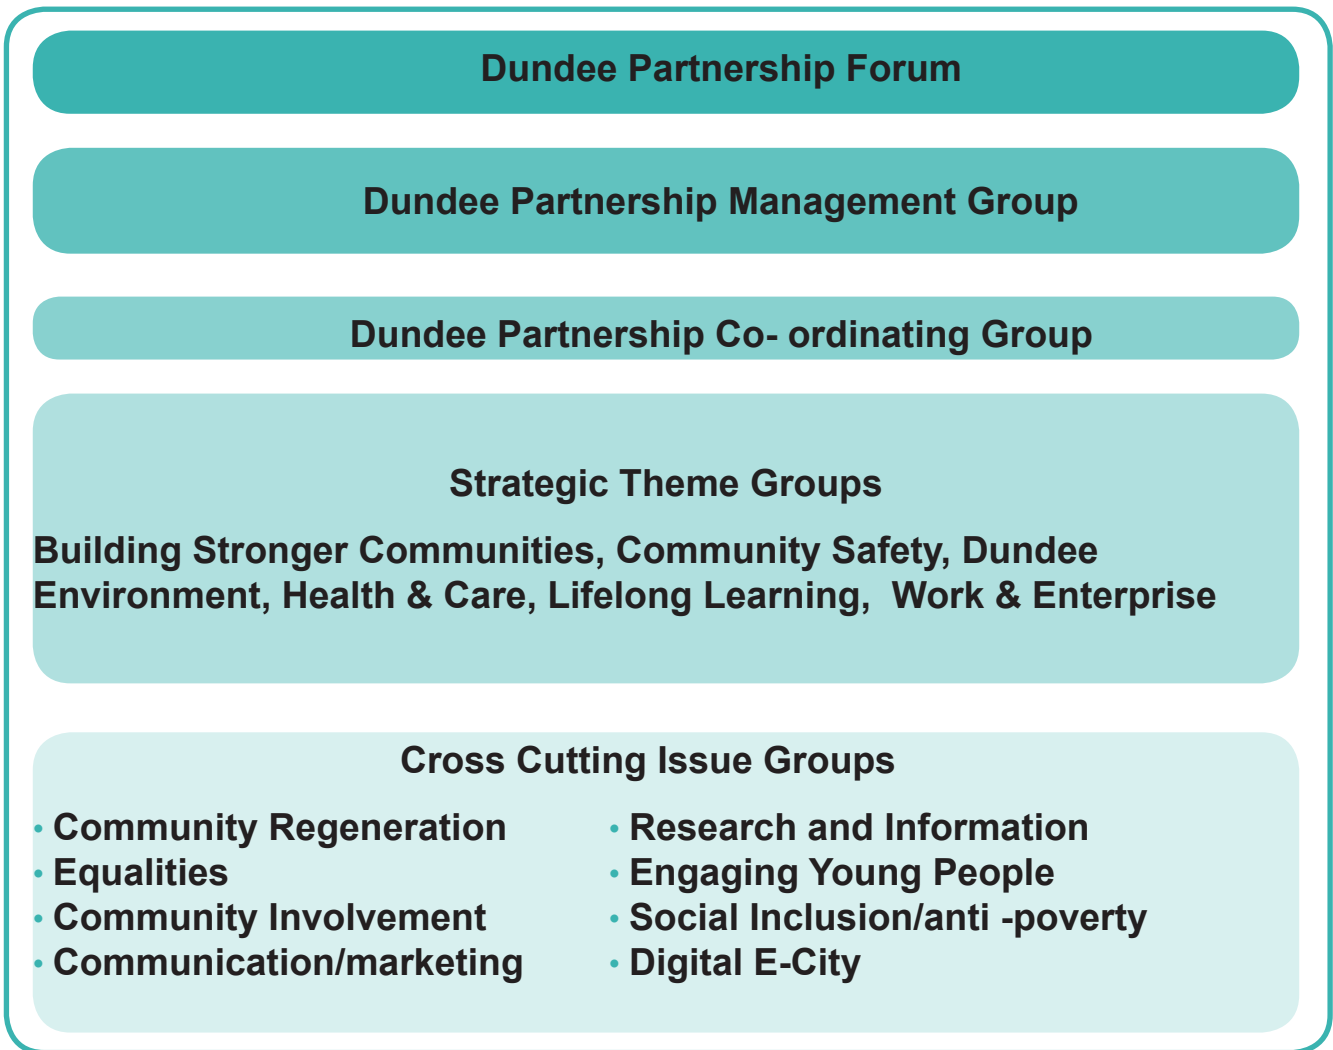 Dundee Partnership Forum
Dundee Partnership Management Group
Dundee Partnership Co- ordinating Group
Strategic Theme Groups
Building Stronger Communities, Community Safety, Dundee
Environment, Health & Care, Lifelong Learning,  Work & Enterprise
Cross Cutting Issue Groups
• Community Regeneration
• Equalities
• Community Involvement
• Communication/marketing
• Research and Information
• Engaging Young People
• Social Inclusion/anti -poverty
• Digital E-City